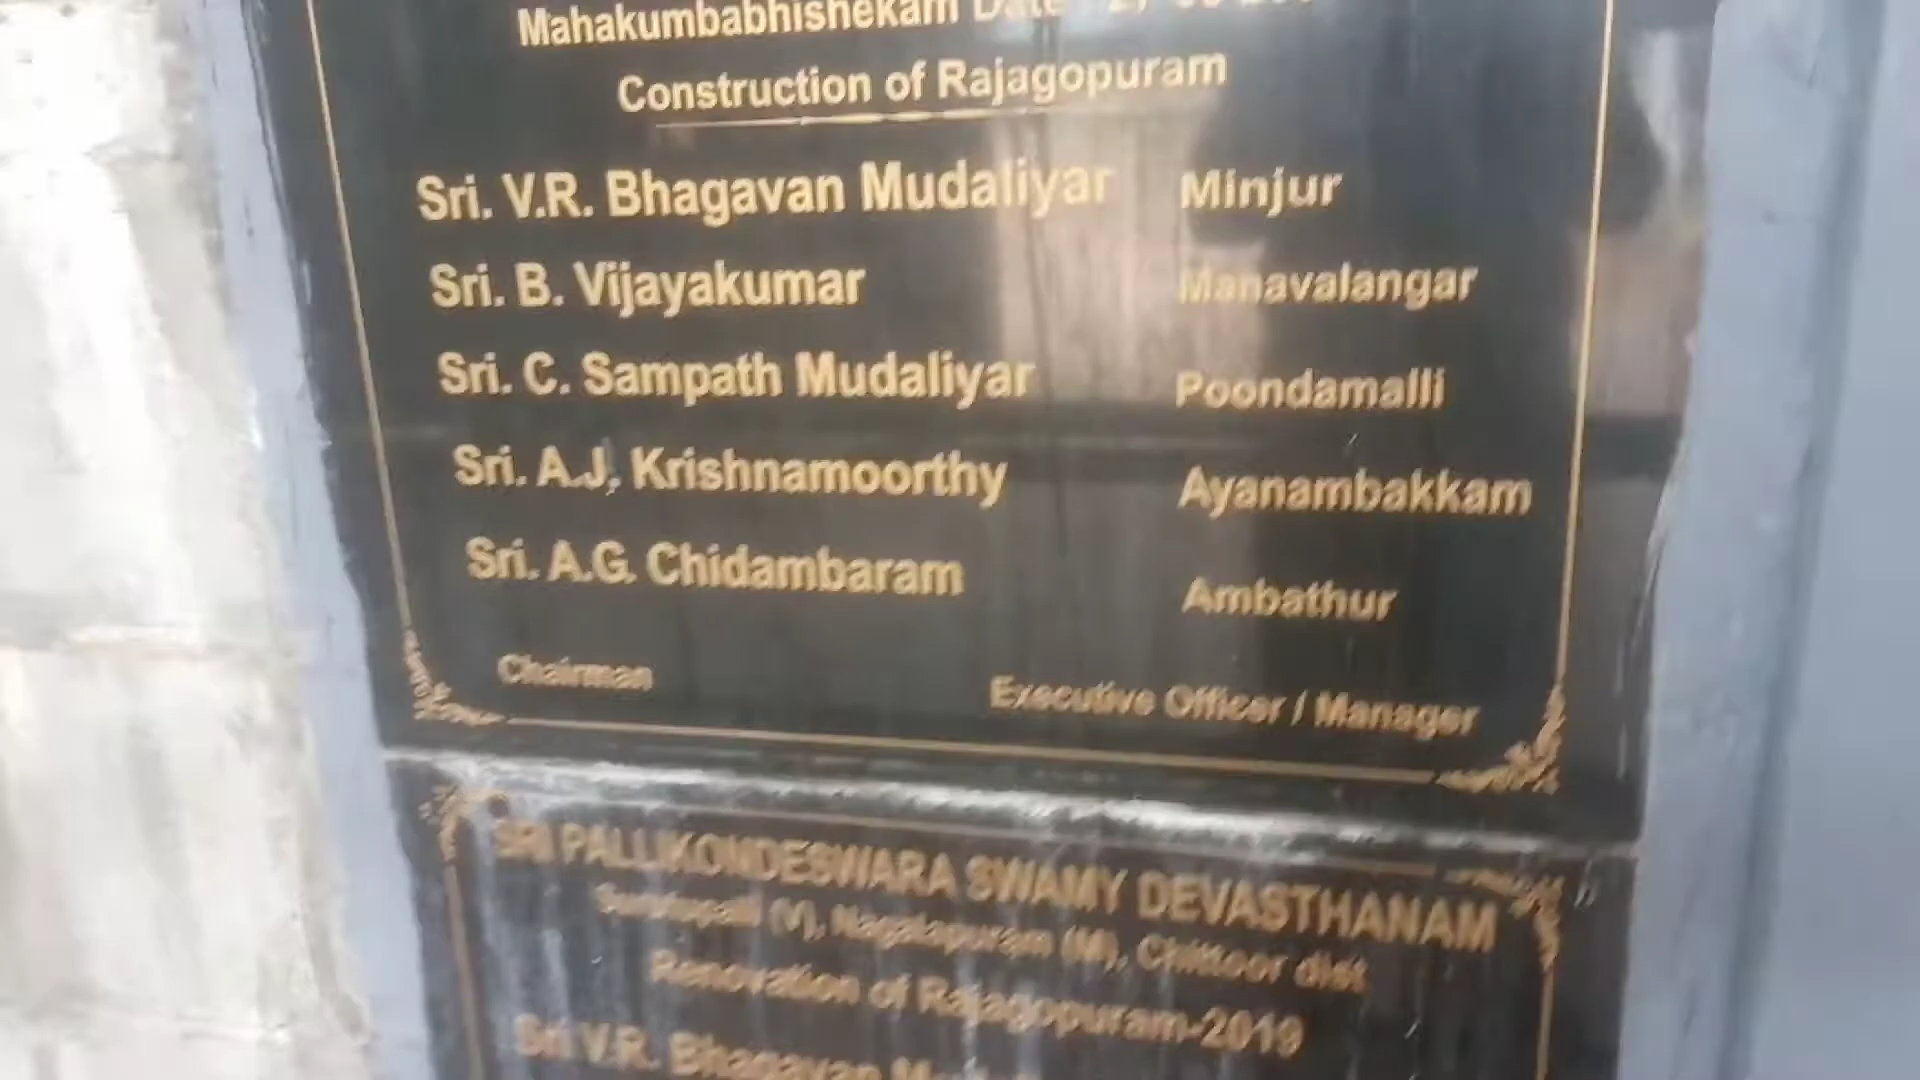 Mahakumbabhishekam Date
Construction of Rajagopuram
Sri. V.R. Bhagavan Mudaliyar Minjur
Sri. B. Vijayakumar Manavalangar
Sri. C. Sampath Mudaliyar Poondamalli
Sri. A.J. Krishnamoorthy Ayanambakkam
Sri. A.G. Chidambaram Ambathur
Chairman Executive Officer / Manager
SRI PALLIKONDESWARA SWAMY DEVASTHANAM
(V), Nagalapuram (M), Chittoor dist
Renovation of Rajagopuram-2019
Sri V.R. Bhagavan